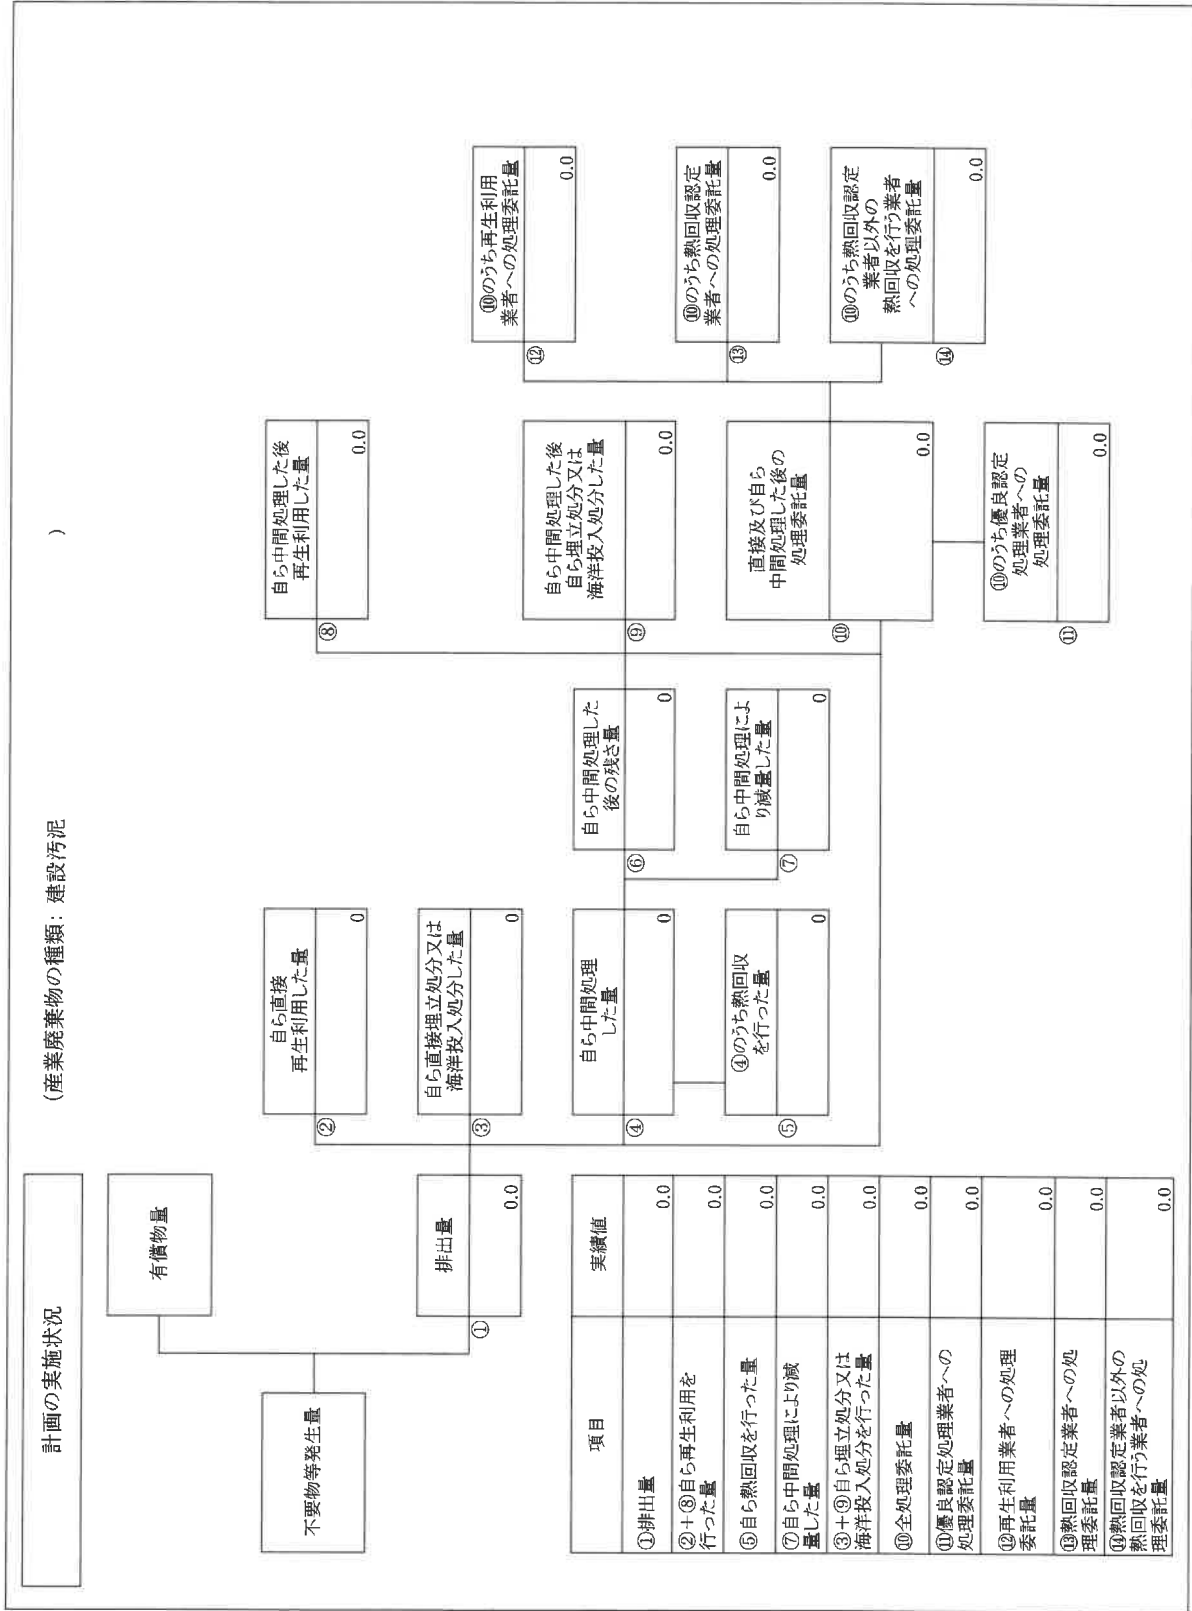 計画の実施状況
(産業廃棄物の種類: 建設汚泥
)
不要物等発生量
有償物量
①
排出量
0.0
②
自ら直接
再生利用した量
0
③
自ら直接埋立処分又は
海洋投入処分した量
0
④
自ら中間処理
した量
0
⑤
④のうち熱回収
を行った量
0
⑥
自ら中間処理した
後の残さ量
0
⑦
自ら中間処理によ
り減量した量
0
⑧
自ら中間処理した後
再生利用した量
0.0
⑨
自ら中間処理した後
自ら埋立処分又は
海洋投入処分した量
0.0
⑩
直接及び自ら
中間処理した後の
処理委託量
0.0
⑪
⑩のうち優良認定
処理業者への
処理委託量
0.0
⑫
⑩のうち再生利用
業者への処理委託量
0.0
⑬
⑩のうち熱回収認定
業者への処理委託量
0.0
⑭
⑩のうち熱回収認定
業者以外の
熱回収を行う業者
への処理委託量
0.0
項目 実績値
①排出量 0.0
②+⑧自ら再生利用を
行った量 0.0
⑤自ら熱回収を行った量 0.0
⑦自ら中間処理により減
量した量 0.0
③+⑨自ら埋立処分又は
海洋投入処分を行った量 0.0
⑩全処理委託量 0.0
⑪優良認定処理業者への
処理委託量 0.0
⑫再生利用業者への処理
委託量 0.0
⑬熱回収認定業者への処
理委託量 0.0
⑭熱回収認定業者以外の
熱回収を行う業者への処
理委託量 0.0